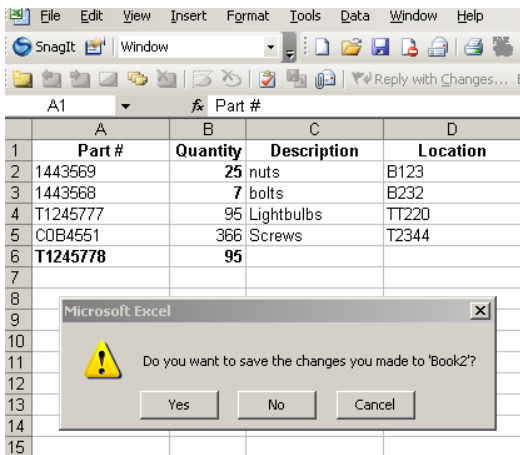 File Edit View Insert Format Tools Data Window Help
SnagIt Window
Reply with Changes...
A1 fx Part #
A B C D
1 Part # Quantity Description Location
2 1443569 25 nuts B123
3 1443568 7 bolts B232
4 T1245777 95 Lightbulbs TT220
5 C0B4551 366 Screws T2344
6 T1245778 95
7
8
9 Microsoft Excel
10
11 Do you want to save the changes you made to 'Book2'?
12
13 Yes No Cancel
14
15